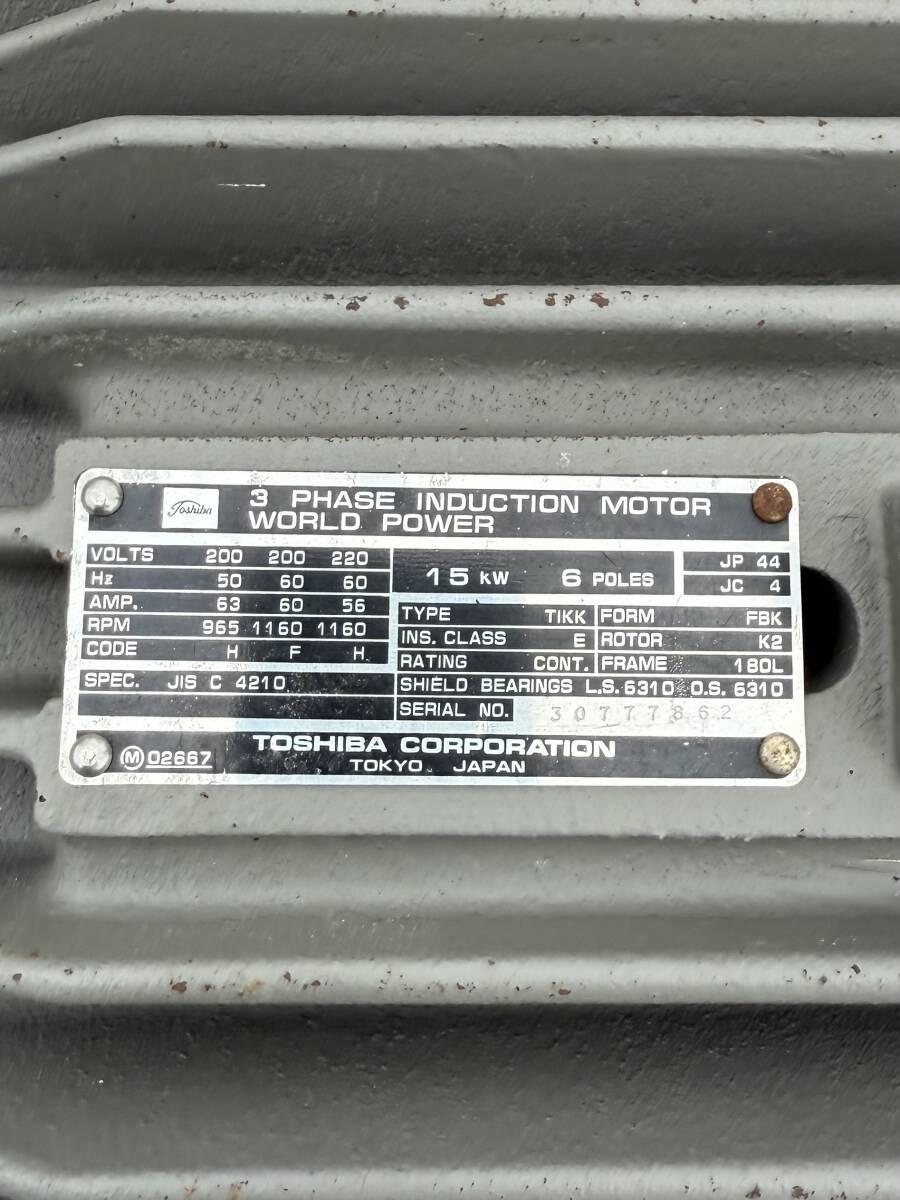 Toshiba
3 PHASE INDUCTION MOTOR
WORLD POWER
VOLTS 200 200 220
Hz 50 60 60
AMP. 63 60 56
RPM 965 1160 1160
CODE H F H
SPEC. JIS C 4210
15 kW 6 POLES
JP 44
JC 4
TYPE TIKK FORM FBK
INS. CLASS E ROTOR K2
RATING CONT. FRAME 180L
SHIELD BEARINGS L.S. 6310 O.S. 6310
SERIAL NO. 30777862
M 02667
TOSHIBA CORPORATION
TOKYO JAPAN